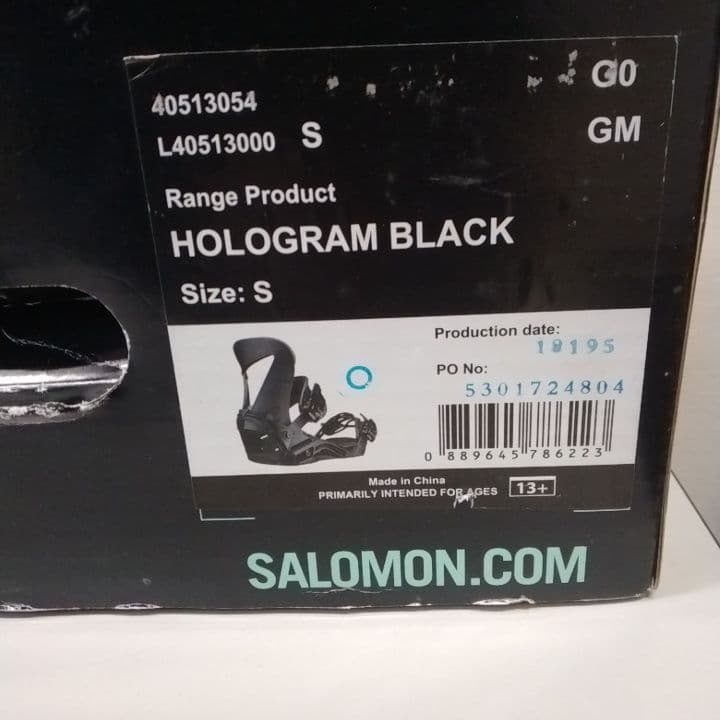 40513054
G0
L40513000 S
GM
Range Product
HOLOGRAM BLACK
Size: S
Production date:
18195
PO No:
5301724804
0 889645 786223
Made in China
PRIMARILY INTENDED FOR AGES 13+
SALOMON.COM